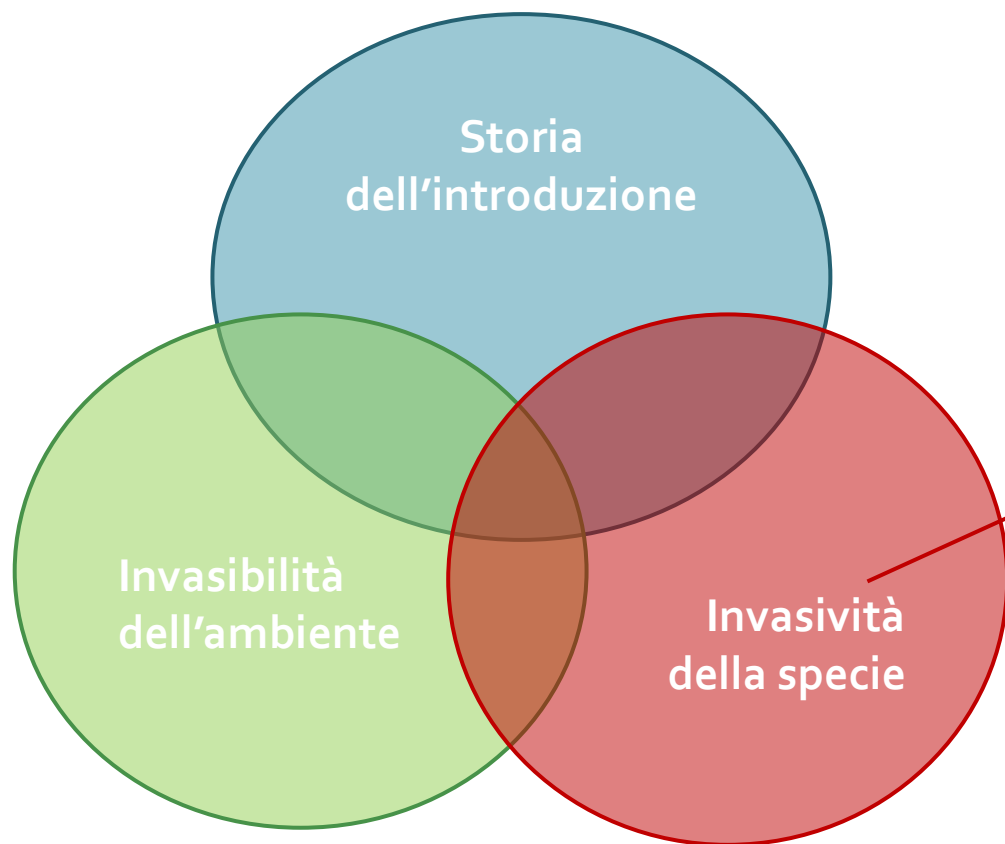 Storia
dell’introduzione
Invasibilità
dell’ambiente
Invasività
della specie